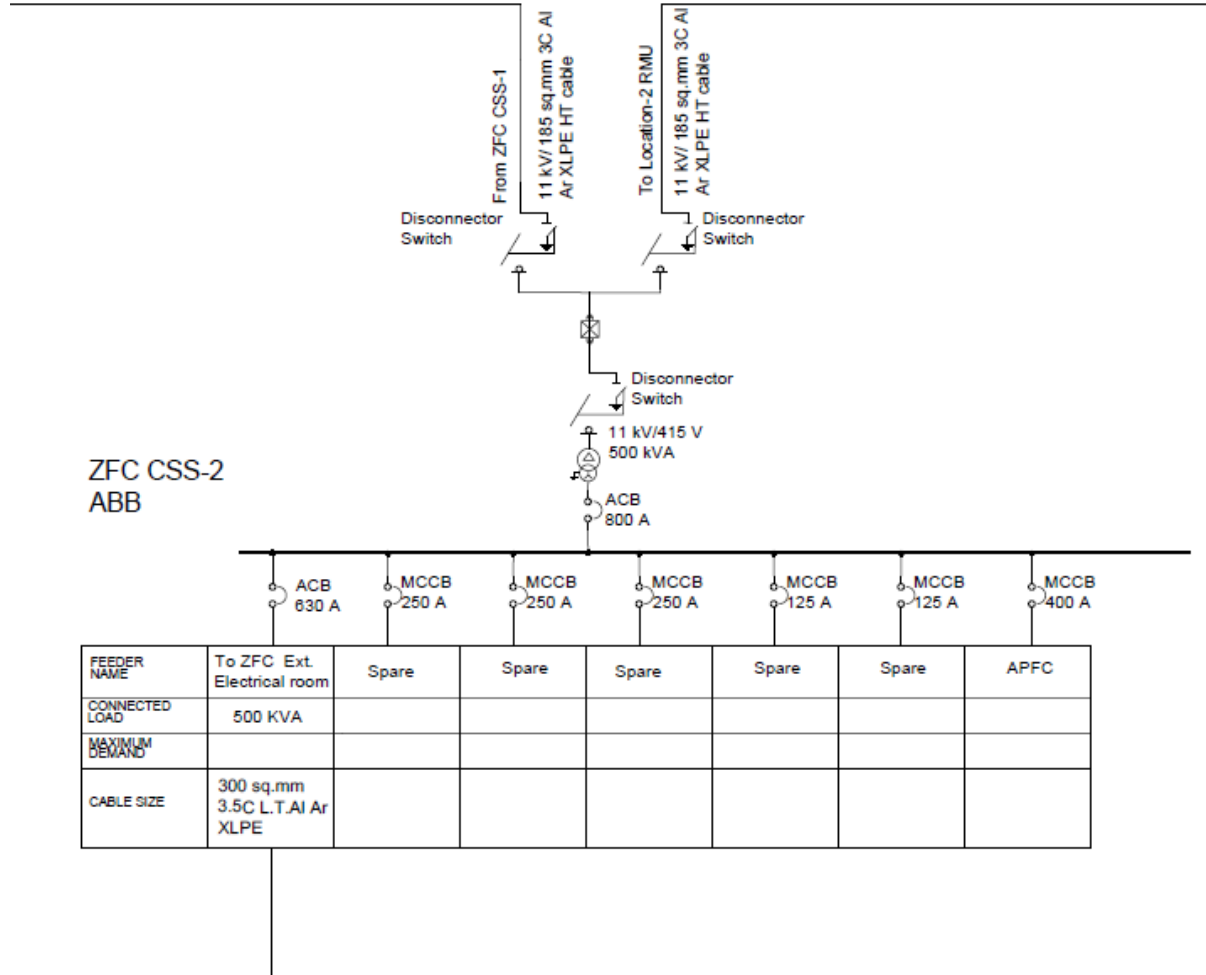 From ZFC CSS-1
11 kV/ 185 sq.mm 3C Al
Ar XLPE HT cable
To Location-2 RMU
11 kV/ 185 sq.mm 3C Al
Ar XLPE HT cable
Disconnector
Switch
Disconnector
Switch
Disconnector
Switch
11 kV/415 V
500 kVA
ZFC CSS-2
ABB
ACB
800 A
ACB
630 A
MCCB
250 A
MCCB
250 A
MCCB
250 A
MCCB
125 A
MCCB
125 A
MCCB
400 A
FEEDER
NAME
To ZFC Ext.
Electrical room
Spare
Spare
Spare
Spare
Spare
APFC
CONNECTED
LOAD
500 KVA
MAXIMUM
DEMAND
CABLE SIZE
300 sq.mm
3.5C L.T.Al Ar
XLPE